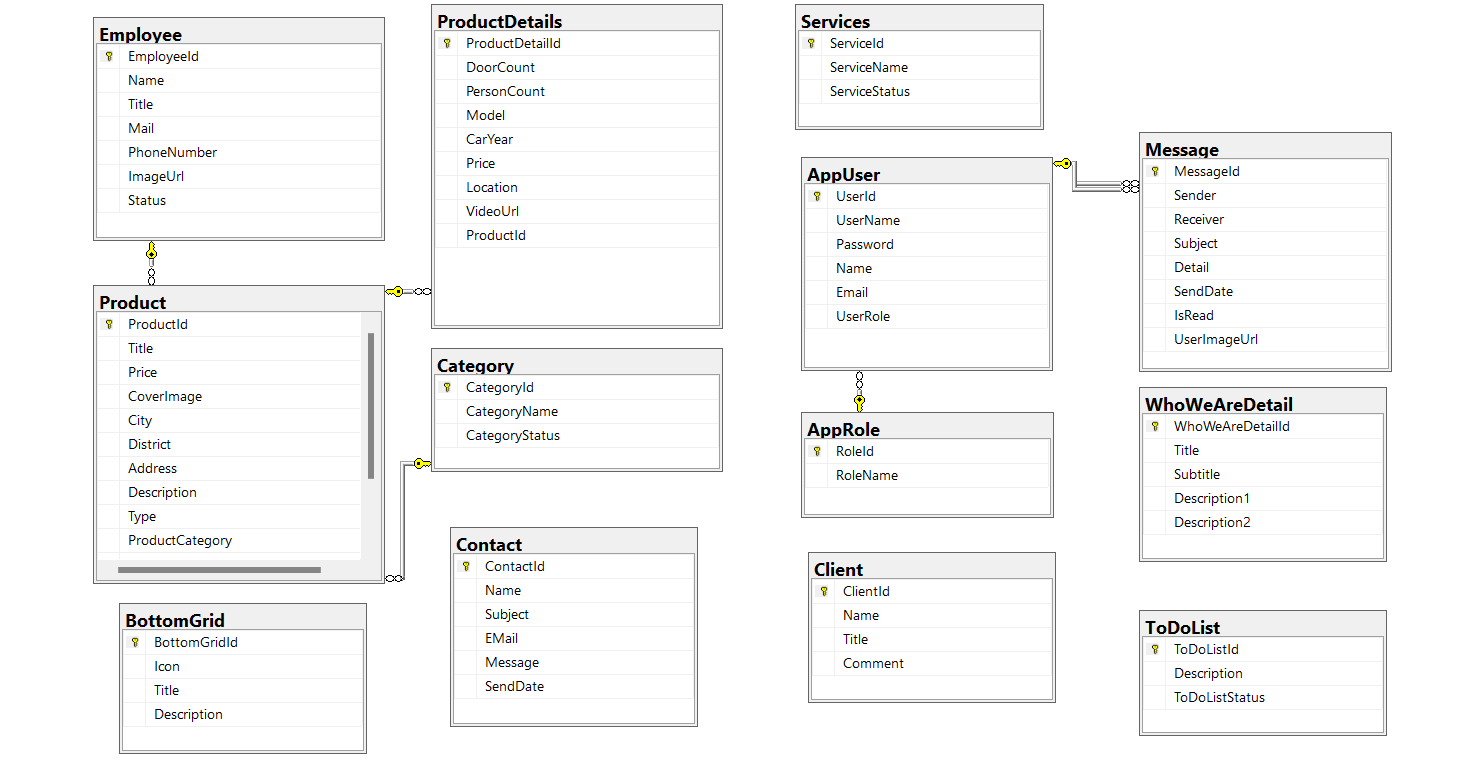 Employee
EmployeeId
Name
Title
Mail
PhoneNumber
ImageUrl
Status
ProductDetails
ProductDetailId
DoorCount
PersonCount
Model
CarYear
Price
Location
VideoUrl
ProductId
Services
ServiceId
ServiceName
ServiceStatus
Message
MessageId
Sender
Receiver
Subject
Detail
SendDate
IsRead
UserImageUrl
AppUser
UserId
UserName
Password
Name
Email
UserRole
Product
ProductId
Title
Price
CoverImage
City
District
Address
Description
Type
ProductCategory
Category
CategoryId
CategoryName
CategoryStatus
AppRole
RoleId
RoleName
WhoWeAreDetail
WhoWeAreDetailId
Title
Subtitle
Description1
Description2
Contact
ContactId
Name
Subject
EMail
Message
SendDate
Client
ClientId
Name
Title
Comment
BottomGrid
BottomGridId
Icon
Title
Description
ToDoList
ToDoListId
Description
ToDoListStatus